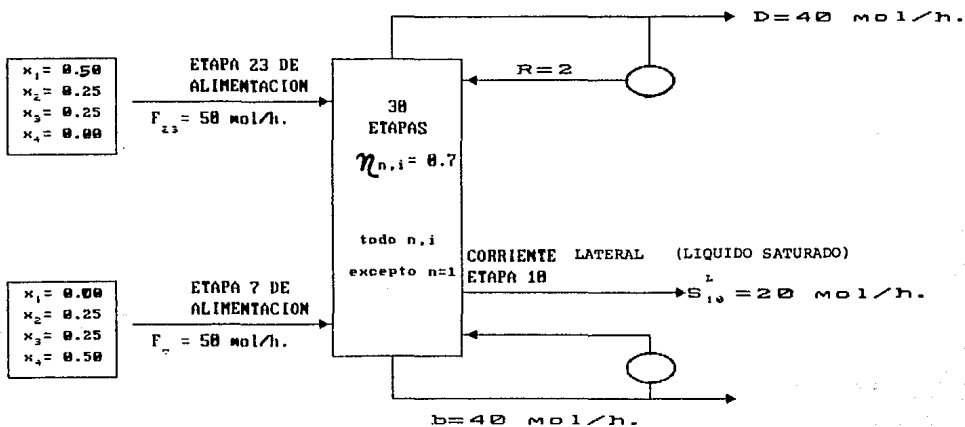 D=40 mol/h.
x₁= 0.50
x₂= 0.25
x₃= 0.25
x₄= 0.00
ETAPA 23 DE
ALIMENTACION
F₂₃= 50 mol/h.
R=2
30
ETAPAS
ηn,i= 0.7
todo n,i
excepto n=1
CORRIENTE LATERAL (LIQUIDO SATURADO)
ETAPA 10
S₁₀ᴸ=20 mol/h.
x₁= 0.00
x₂= 0.25
x₃= 0.25
x₄= 0.50
ETAPA 7 DE
ALIMENTACION
F₇ = 50 mol/h.
b=40 mol/h.